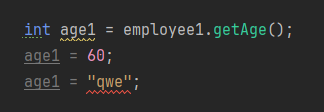 int age1 = employee1.getAge();
age1 = 60;
age1 = "qwe";